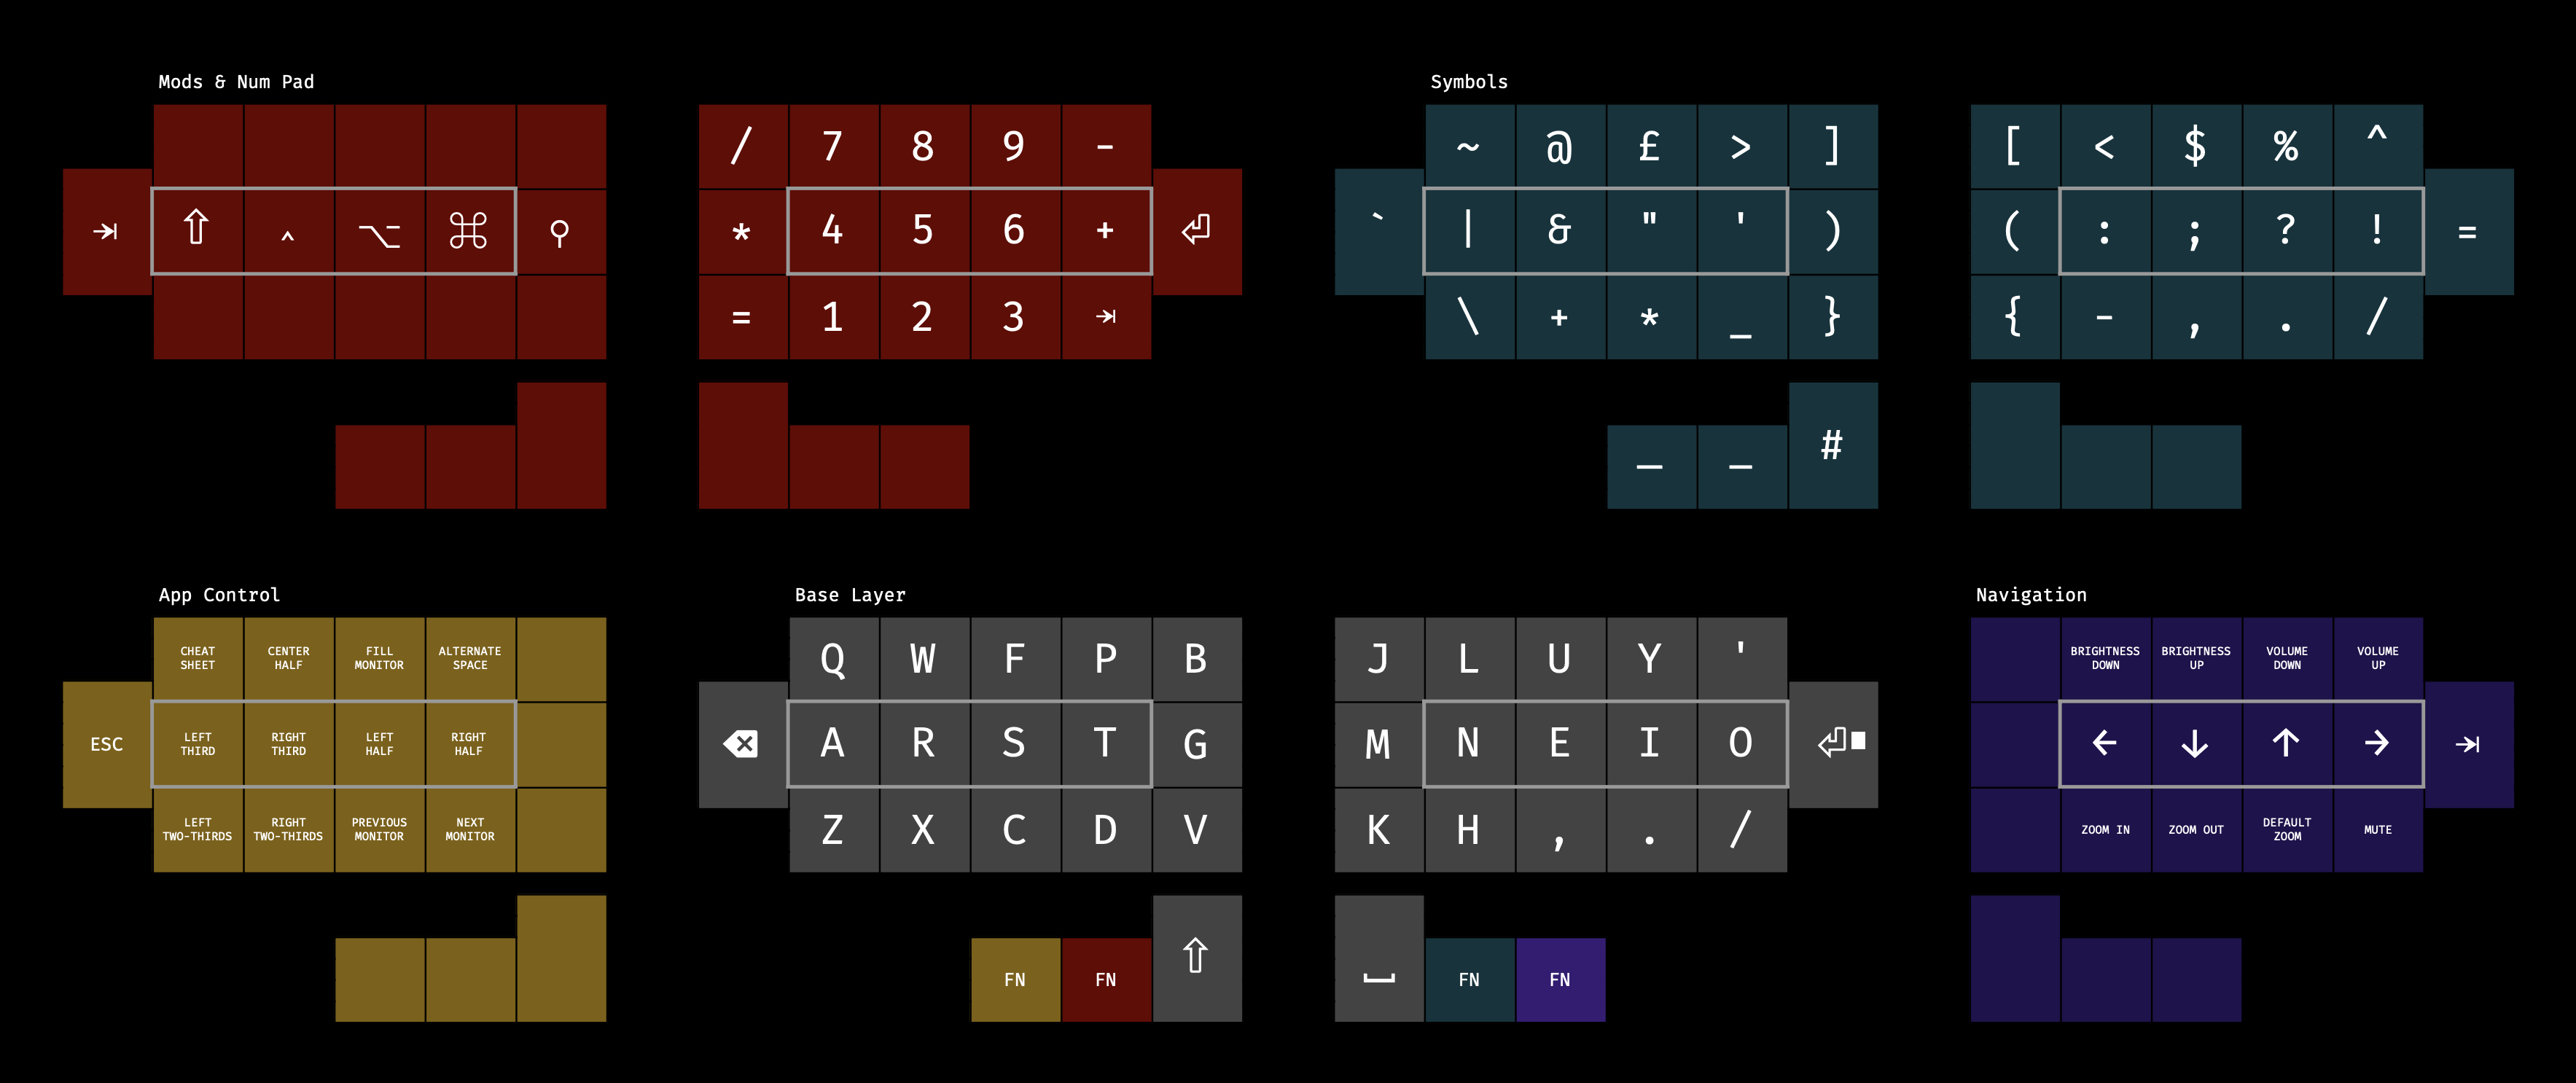 Mods & Num Pad
Symbols
/ 7 8 9 -
~ @ £ > ]
[ < $ % ^
⇥ ⇧ ^ ⌥ ⌘ ⚲
* 4 5 6 + ⏎
` | & " ' )
( : ; ? ! =
= 1 2 3 ⇥
\ + * _ }
{ - , . /
– — #
App Control
Base Layer
Navigation
CHEAT
SHEET
CENTER
HALF
FILL
MONITOR
ALTERNATE
SPACE
ESC
LEFT
THIRD
RIGHT
THIRD
LEFT
HALF
RIGHT
HALF
LEFT
TWO-THIRDS
RIGHT
TWO-THIRDS
PREVIOUS
MONITOR
NEXT
MONITOR
Q W F P B
⌫ A R S T G
Z X C D V
FN FN ⇧
J L U Y '
M N E I O ⏎
K H , . /
⎵ FN FN
BRIGHTNESS
DOWN
BRIGHTNESS
UP
VOLUME
DOWN
VOLUME
UP
← ↓ ↑ → ⇥
ZOOM IN
ZOOM OUT
DEFAULT
ZOOM
MUTE